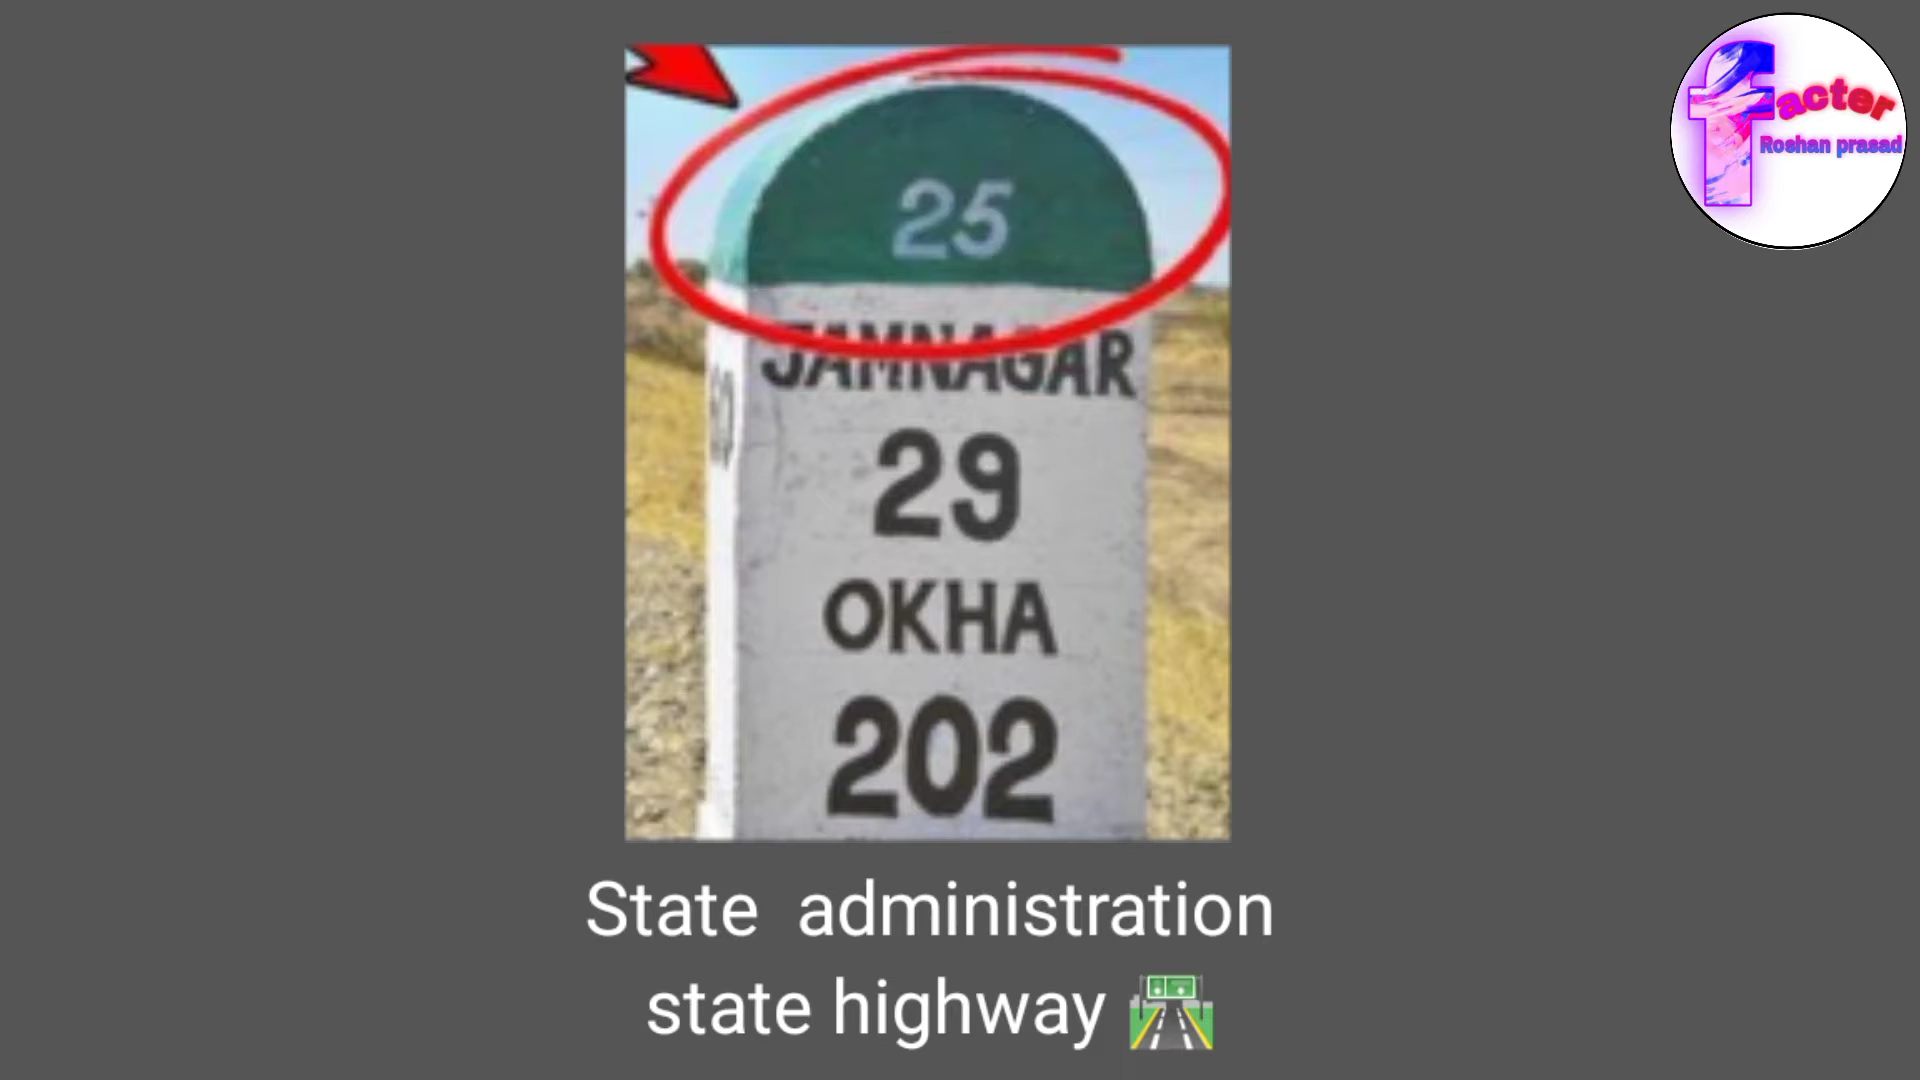 facter
Roshan prasad
25
JAMNAGAR
29
OKHA
202
State administration
state highway